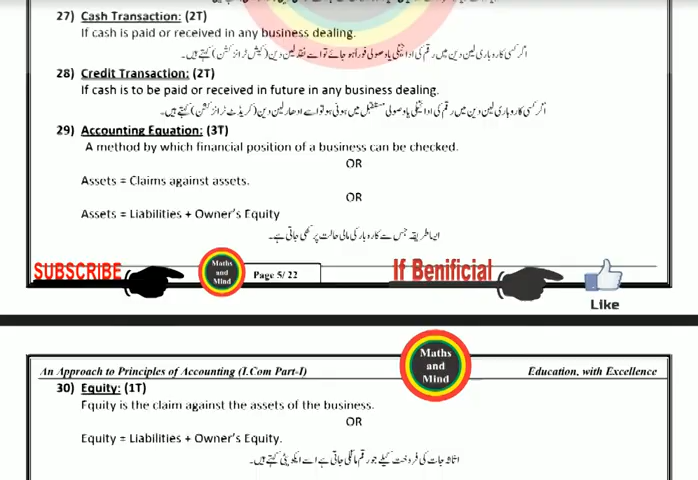 27) Cash Transaction: (2T)
If cash is paid or received in any business dealing.
اگر کسی کاروباری لین دین میں رقم کی ادائیگی یا وصولی فوراً ہو جائے تو اسے نقد لین دین (کیش ٹرانزکشن) کہتے ہیں۔
28) Credit Transaction: (2T)
If cash is to be paid or received in future in any business dealing.
اگر کسی کاروباری لین دین میں رقم کی ادائیگی یا وصولی مستقبل میں ہونی ہو تو اسے ادھار لین دین (کریڈٹ ٹرانزکشن) کہتے ہیں۔
29) Accounting Equation: (3T)
A method by which financial position of a business can be checked.
OR
Assets = Claims against assets.
OR
Assets = Liabilities + Owner's Equity
ایسا طریقہ جس سے کاروبار کی مالی حالت پرکھی جاتی ہے۔
SUBSCRIBE
Maths
and
Mind
Page 5/ 22
If Benificial
Like
An Approach to Principles of Accounting (I.Com Part-I)
Maths
and
Mind
Education, with Excellence
30) Equity: (1T)
Equity is the claim against the assets of the business.
OR
Equity = Liabilities + Owner's Equity.
اثاثہ جات کی فروخت کیلئے جو رقم مانگی جاتی ہے اسے ایکویٹی کہتے ہیں۔